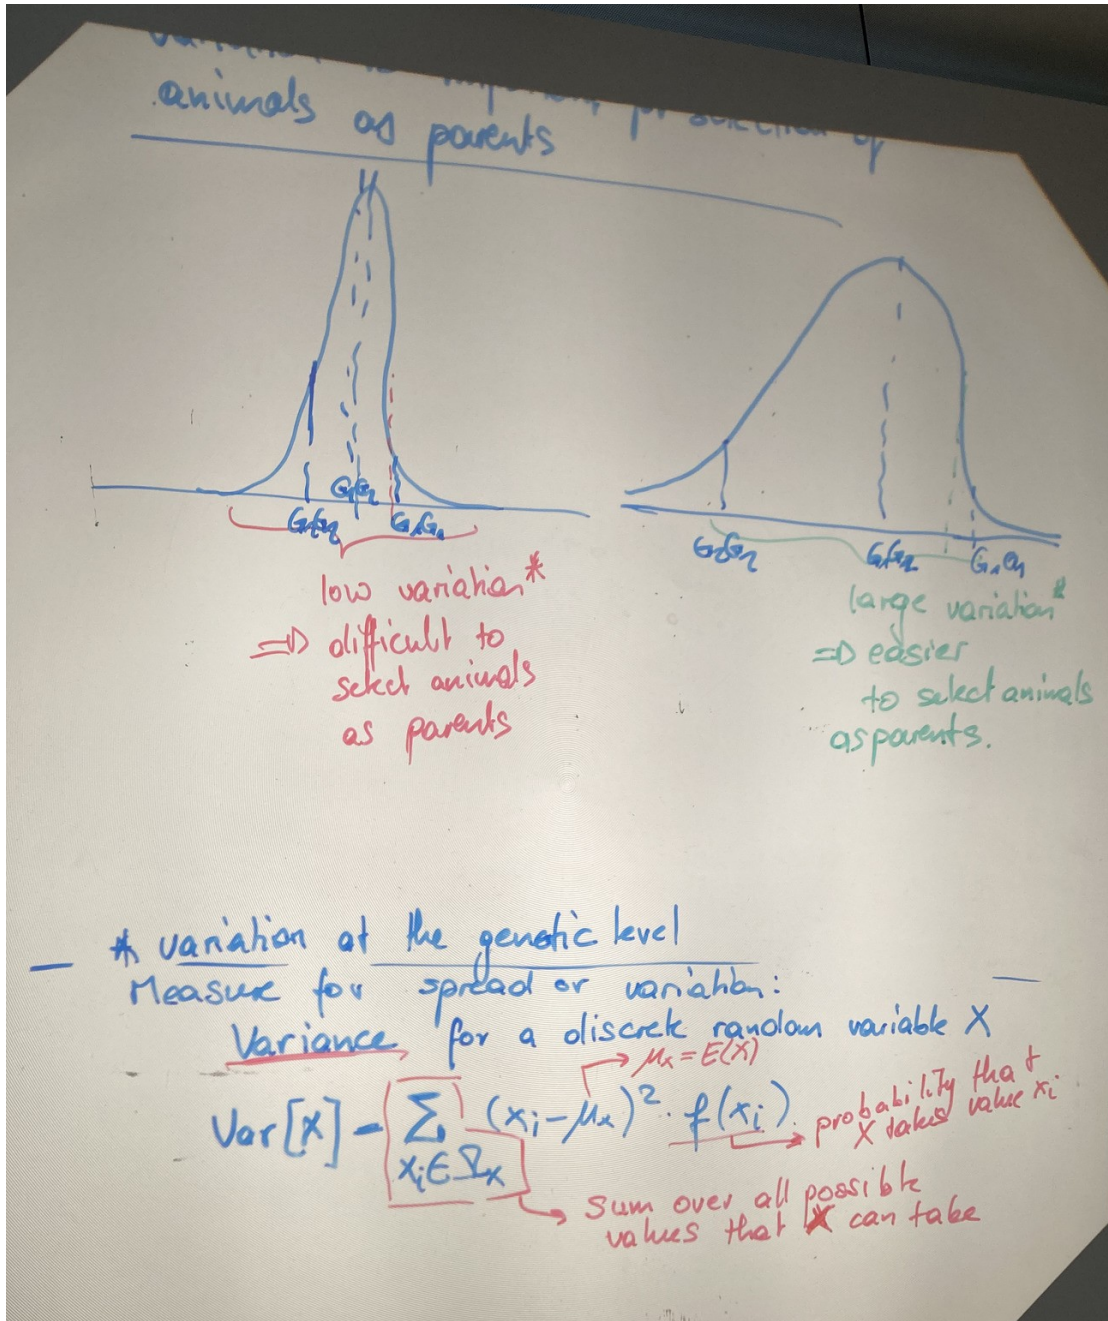 animals as parents
G₁G₂
G₂G₂
G₁G₁
G₂G₂
G₁G₂
G₁G₁
low variation*
⇒ difficult to
select animals
as parents
large variation*
⇒ easier
to select animals
as parents.
* variation at the genetic level
Measure for spread or variation:
Variance for a discrete random variable X
μx = E(X)
Var[X] = ∑ (xᵢ - μx)² · f(xᵢ)
xᵢ∈Ωx
probability that
X takes value xᵢ
sum over all possible
values that X can take